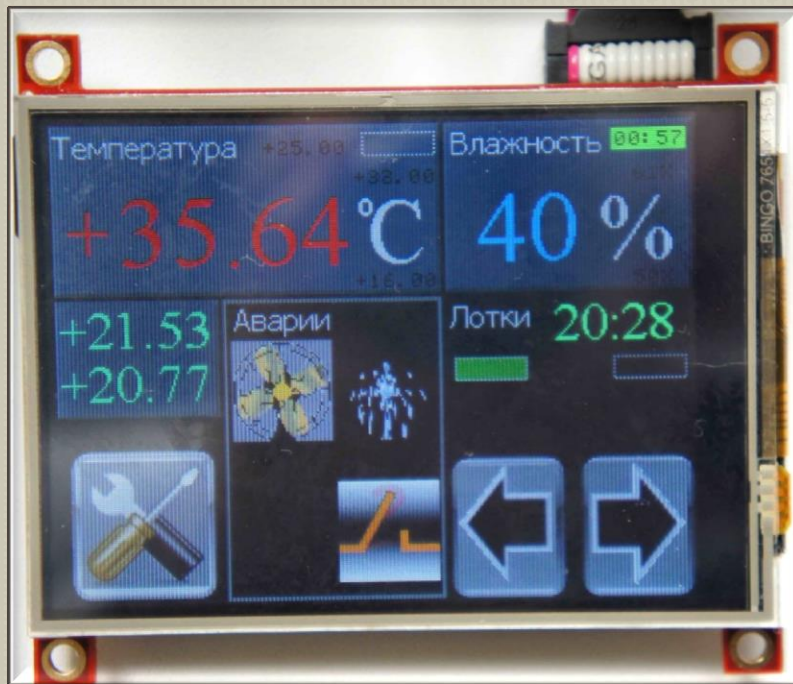 Температура +25.00
+38.00
+35.64 °C
+16.00
Влажность 00:57
40 %
+21.53
+20.77
Аварии
Лотки 20:28